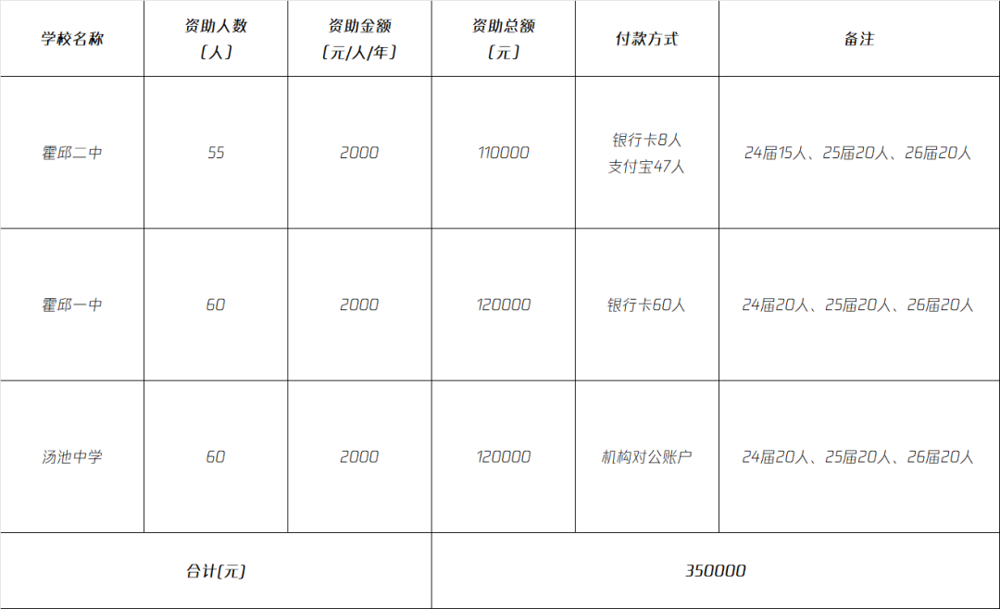 学校名称
资助人数
(人)
资助金额
(元/人/年)
资助总额
(元)
付款方式
备注
霍邱二中
55
2000
110000
银行卡8人
支付宝47人
24届15人、25届20人、26届20人
霍邱一中
60
2000
120000
银行卡60人
24届20人、25届20人、26届20人
汤池中学
60
2000
120000
机构对公账户
24届20人、25届20人、26届20人
合计(元)
350000